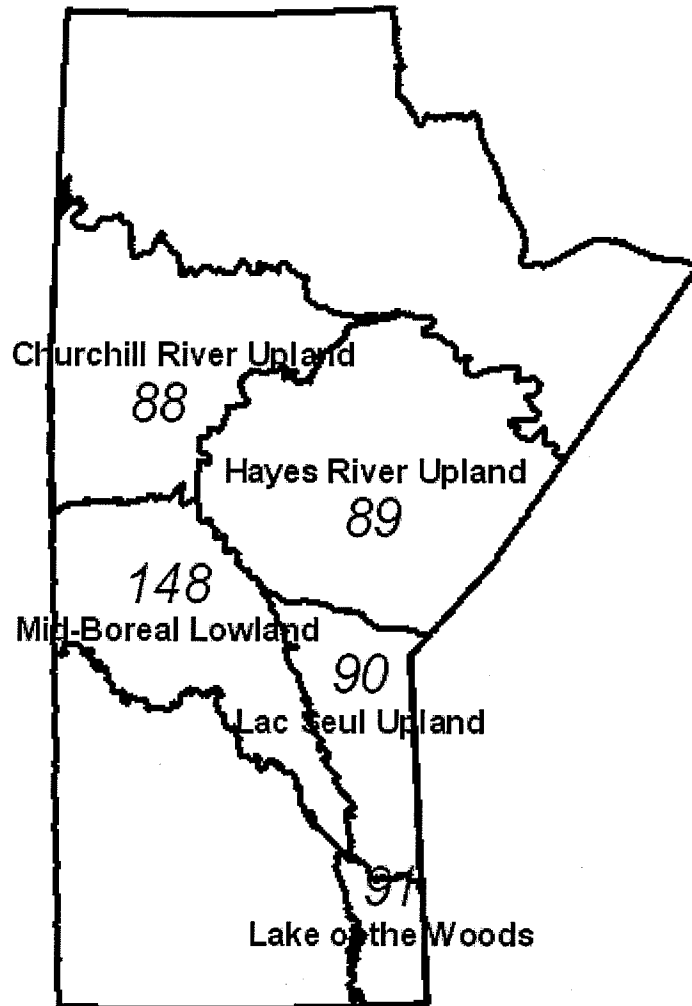 Churchill River Upland
88
Hayes River Upland
89
148
Mid-Boreal Lowland
90
Lac Seul Upland
91
Lake of the Woods